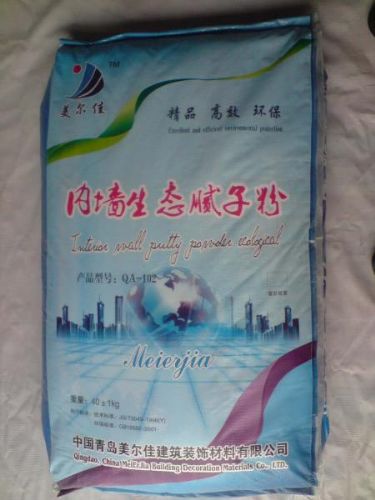 TM
美尔佳
精品 高效 环保
Excellent and efficient environmental protection
内墙生态腻子粉
Interior wall putty powder ecological
产品型号：QA-102
Meierjia
重量：40±1kg
中国青岛美尔佳建筑装饰材料有限公司
Qingdao, China MeiErJia Building Decoration Materials Co., LTD.